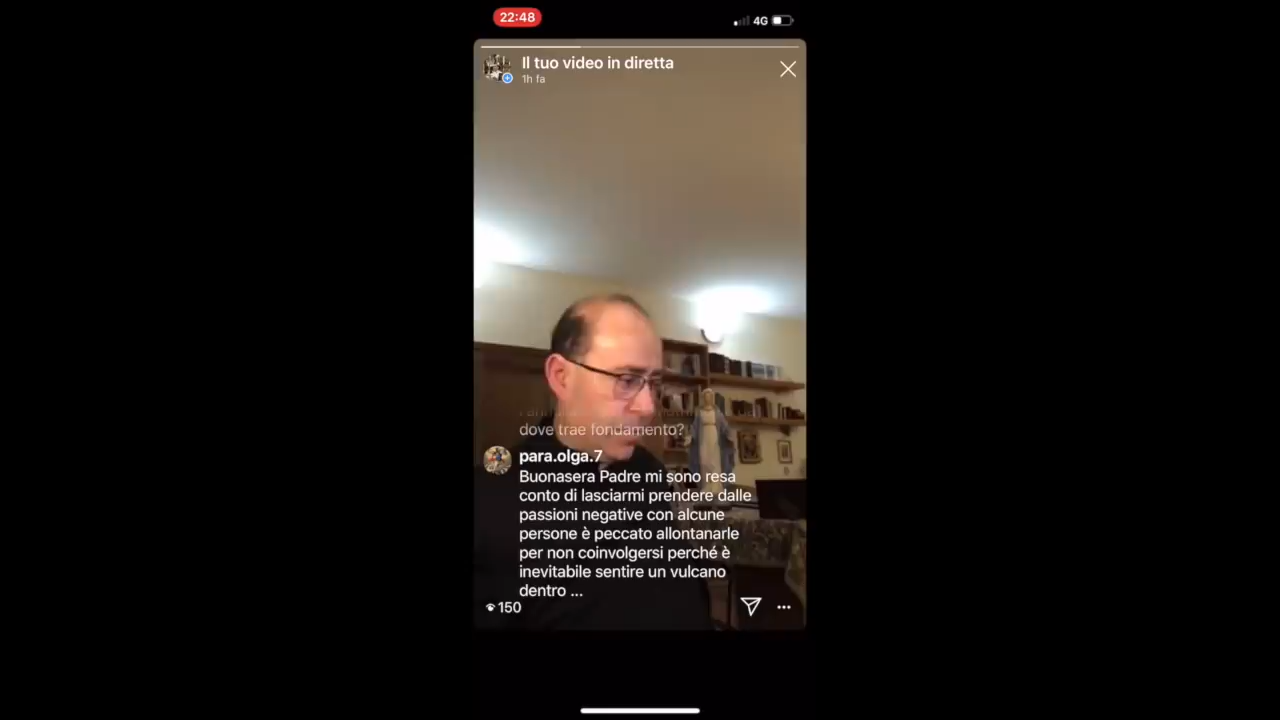 22:48
4G
Il tuo video in diretta
1h fa
dove trae fondamento?
para.olga.7
Buonasera Padre mi sono resa
conto di lasciarmi prendere dalle
passioni negative con alcune
persone è peccato allontanarle
per non coinvolgersi perché è
inevitabile sentire un vulcano
dentro ...
150